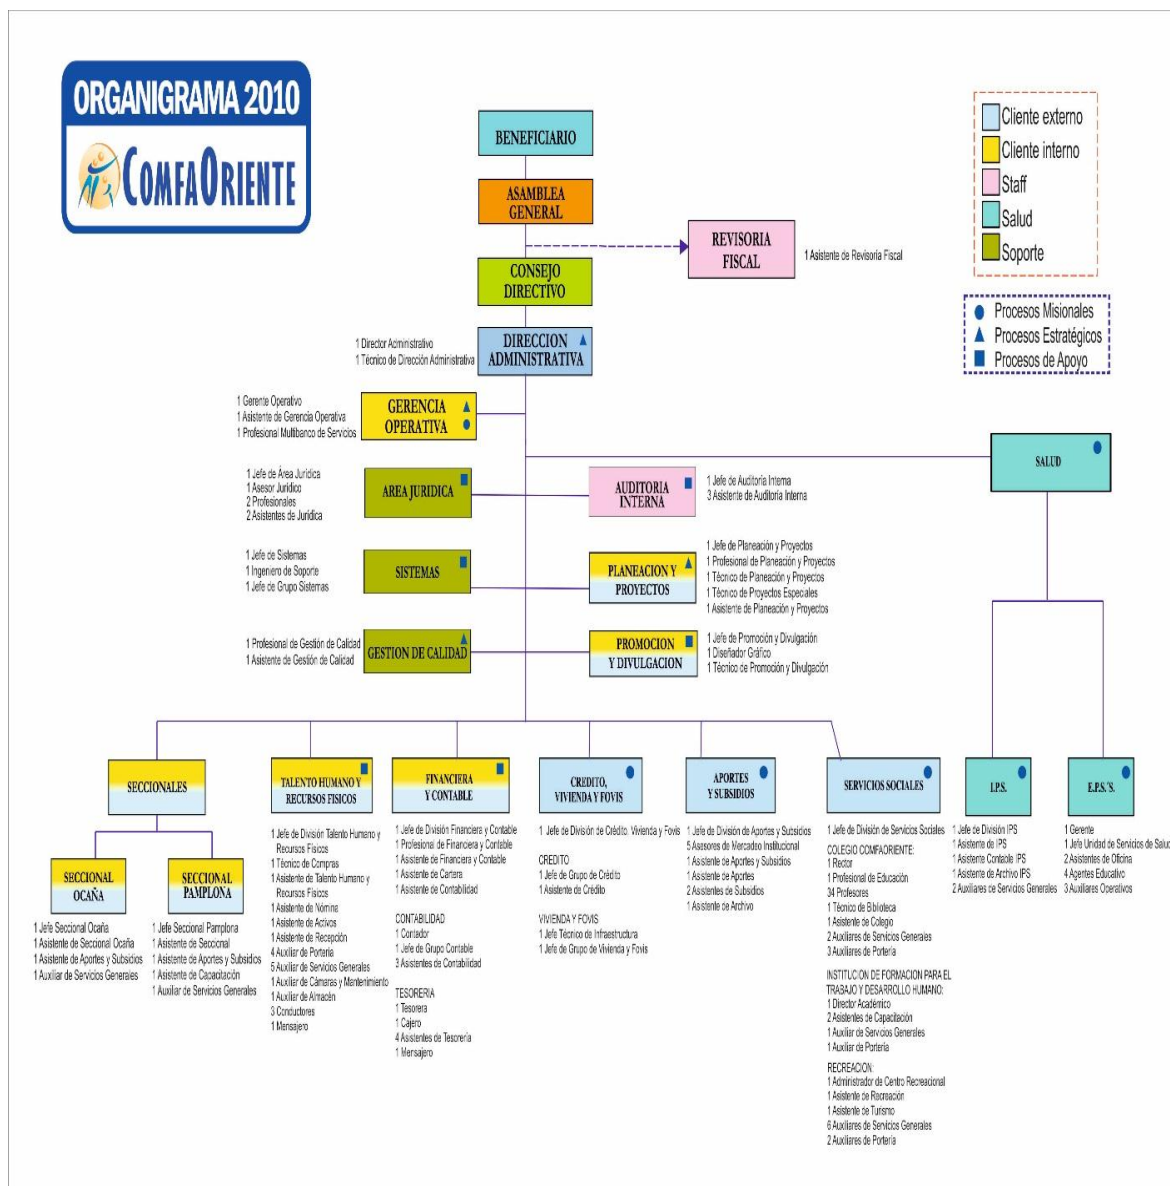 ORGANIGRAMA 2010
COMFAORIENTE
Cliente externo
Cliente interno
Staff
Salud
Soporte
Procesos Misionales
Procesos Estratégicos
Procesos de Apoyo
BENEFICIARIO
ASAMBLEA
GENERAL
REVISORIA
FISCAL
1 Asistente de Revisoría Fiscal
CONSEJO
DIRECTIVO
1 Director Administrativo
1 Técnico de Dirección Administrativa
DIRECCION
ADMINISTRATIVA
1 Gerente Operativo
1 Asistente de Gerencia Operativa
1 Profesional Multibanco de Servicios
GERENCIA
OPERATIVA
SALUD
1 Jefe de Area Jurídica
1 Asesor Jurídico
2 Profesionales
2 Asistentes de Jurídica
AREA JURIDICA
AUDITORIA
INTERNA
1 Jefe de Auditoría Interna
3 Asistente de Auditoría Interna
1 Jefe de Sistemas
1 Ingeniero de Soporte
1 Jefe de Grupo Sistemas
SISTEMAS
PLANEACION Y
PROYECTOS
1 Jefe de Planeación y Proyectos
1 Profesional de Planeación y Proyectos
1 Técnico de Planeación y Proyectos
1 Técnico de Proyectos Especiales
1 Asistente de Planeación y Proyectos
1 Profesional de Gestión de Calidad
1 Asistente de Gestión de Calidad
GESTION DE CALIDAD
PROMOCION
Y DIVULGACION
1 Jefe de Promoción y Divulgación
1 Diseñador Gráfico
1 Técnico de Promoción y Divulgación
SECCIONALES
SECCIONAL
OCAÑA
1 Jefe Seccional Ocaña
1 Asistente de Seccional Ocaña
1 Asistente de Aportes y Subsidios
1 Auxiliar de Servicios Generales
SECCIONAL
PAMPLONA
1 Jefe Seccional Pamplona
1 Asistente de Seccional
1 Asistente de Aportes y Subsidios
1 Asistente de Capacitación
1 Auxiliar de Servicios Generales
TALENTO HUMANO Y
RECURSOS FISICOS
1 Jefe de División Talento Humano y
Recursos Físicos
1 Técnico de Compras
1 Asistente de Talento Humano y
Recursos Físicos
1 Asistente de Nómina
1 Asistente de Activos
1 Asistente de Recepción
4 Auxiliar de Portería
5 Auxiliar de Servicios Generales
1 Auxiliar de Cámaras y Mantenimiento
1 Auxiliar de Almacén
3 Conductores
1 Mensajero
FINANCIERA
Y CONTABLE
1 Jefe de División Financiera y Contable
1 Profesional de Financiera y Contable
1 Asistente de Financiera y Contable
1 Asistente de Cartera
1 Asistente de Contabilidad
CONTABILIDAD
1 Contador
1 Jefe de Grupo Contable
3 Asistentes de Contabilidad
TESORERIA
1 Tesorera
1 Cajero
4 Asistentes de Tesorería
1 Mensajero
CREDITO,
VIVIENDA Y FOVIS
1 Jefe de División de Crédito, Vivienda y Fovis
CREDITO
1 Jefe de Grupo de Crédito
1 Asistente de Crédito
VIVIENDA Y FOVIS
1 Jefe Técnico de Infraestructura
1 Jefe de Grupo de Vivienda y Fovis
APORTES
Y SUBSIDIOS
1 Jefe de División de Aportes y Subsidios
5 Asesores de Mercadeo Institucional
1 Asistente de Aportes y Subsidios
1 Asistente de Aportes
2 Asistentes de Subsidios
1 Asistente de Archivo
SERVICIOS SOCIALES
1 Jefe de División de Servicios Sociales
COLEGIO COMFAORIENTE:
1 Rector
1 Profesional de Educación
34 Profesores
1 Técnico de Biblioteca
1 Asistente de Colegio
2 Auxiliares de Servicios Generales
3 Auxiliares de Portería
INSTITUCION DE FORMACION PARA EL
TRABAJO Y DESARROLLO HUMANO:
1 Director Académico
2 Asistentes de Capacitación
1 Auxiliar de Servicios Generales
1 Auxiliar de Portería
RECREACION:
1 Administrador de Centro Recreacional
1 Asistente de Recreación
1 Asistente de Turismo
6 Auxiliares de Servicios Generales
2 Auxiliares de Portería
I.P.S.
1 Jefe de División IPS
1 Asistente de IPS
1 Asistente Contable IPS
1 Asistente de Archivo IPS
2 Auxiliares de Servicios Generales
E.P.S.'S.
1 Gerente
1 Jefe Unidad de Servicios de Salud
2 Asistentes de Oficina
4 Agentes Educativo
3 Auxiliares Operativos